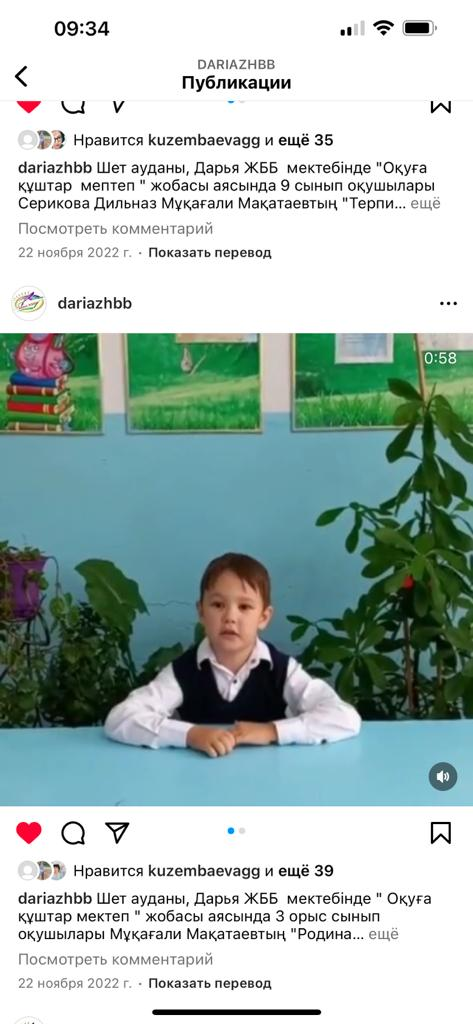 09:34
DARIAZHBB
Публикации
Нравится kuzembaevagg и ещё 35
dariazhbb Шет ауданы, Дарья ЖББ мектебінде "Оқуға
құштар мептеп " жобасы аясында 9 сынып оқушылары
Серикова Дильназ Мұқағали Мақатаевтың "Терпи... ещё
Посмотреть комментарий
22 ноября 2022 г. · Показать перевод
dariazhbb
0:58
Нравится kuzembaevagg и ещё 39
dariazhbb Шет ауданы, Дарья ЖББ мектебінде " Оқуға
құштар мектеп " жобасы аясында 3 орыс сынып
оқушылары Мұқағали Мақатаевтың "Родина... ещё
Посмотреть комментарий
22 ноября 2022 г. · Показать перевод